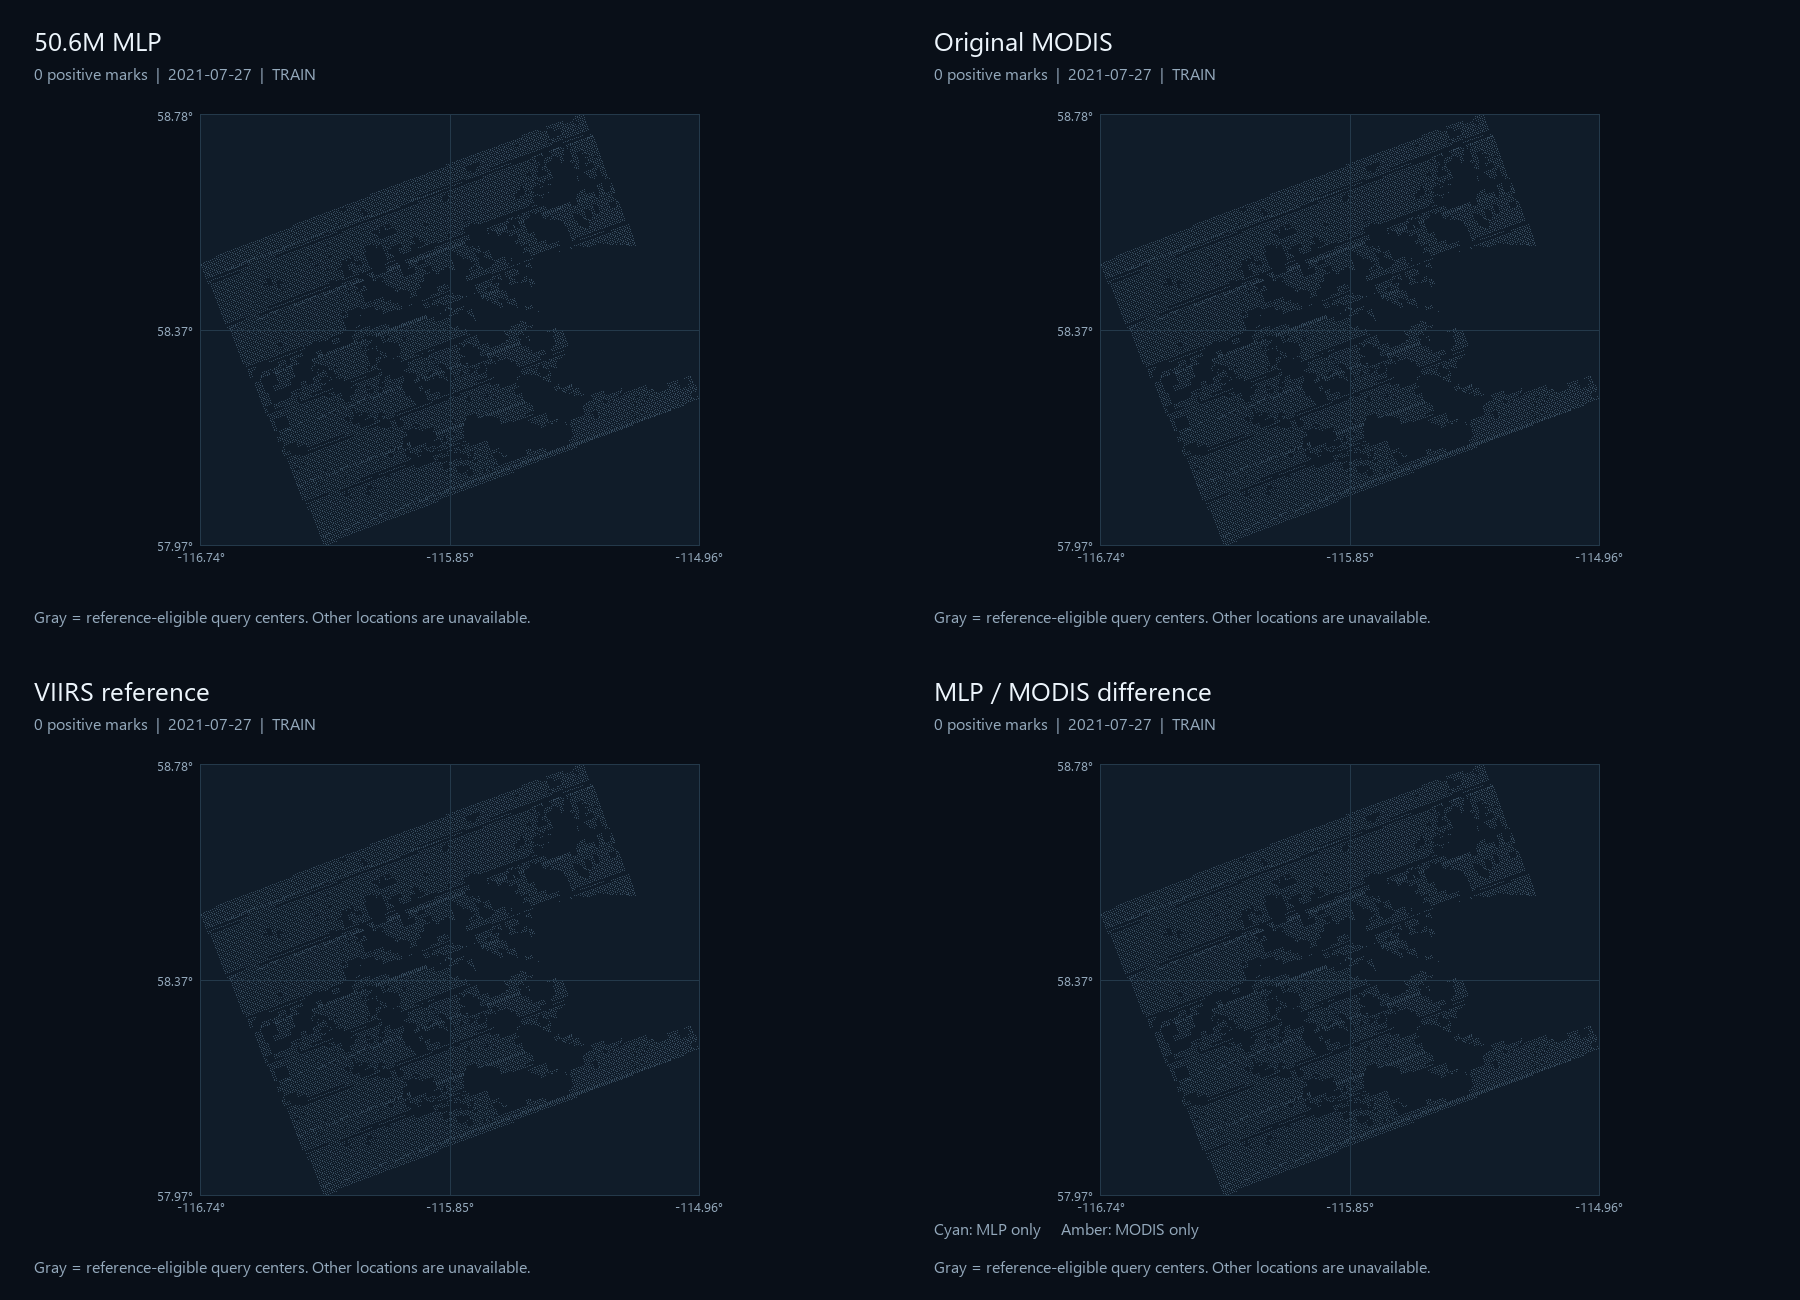 50.6M MLP
0 positive marks | 2021-07-27 | TRAIN
58.78°
58.37°
57.97°
-116.74°
-115.85°
-114.96°
Gray = reference-eligible query centers. Other locations are unavailable.
Original MODIS
0 positive marks | 2021-07-27 | TRAIN
58.78°
58.37°
57.97°
-116.74°
-115.85°
-114.96°
Gray = reference-eligible query centers. Other locations are unavailable.
VIIRS reference
0 positive marks | 2021-07-27 | TRAIN
58.78°
58.37°
57.97°
-116.74°
-115.85°
-114.96°
Gray = reference-eligible query centers. Other locations are unavailable.
MLP / MODIS difference
0 positive marks | 2021-07-27 | TRAIN
58.78°
58.37°
57.97°
-116.74°
-115.85°
-114.96°
Cyan: MLP only Amber: MODIS only
Gray = reference-eligible query centers. Other locations are unavailable.